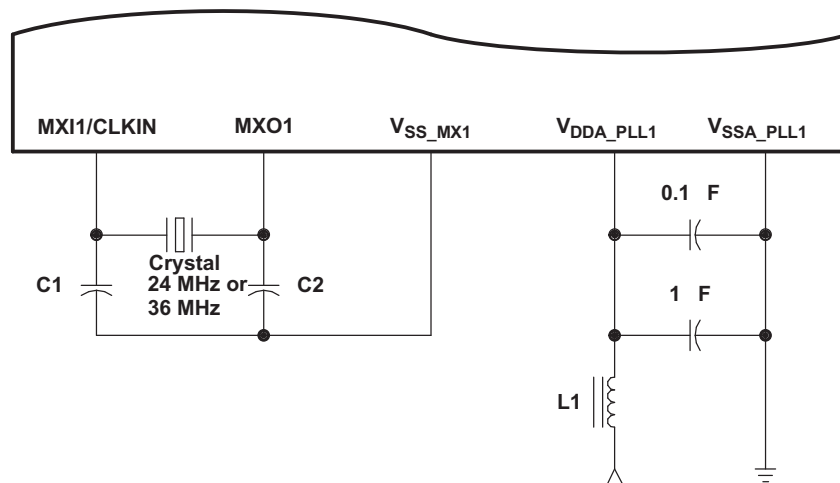 MXI1/CLKIN MXO1 VSS_MX1 VDDA_PLL1 VSSA_PLL1
0.1 F
Crystal
C1 24 MHz or C2
36 MHz
1 F
L1